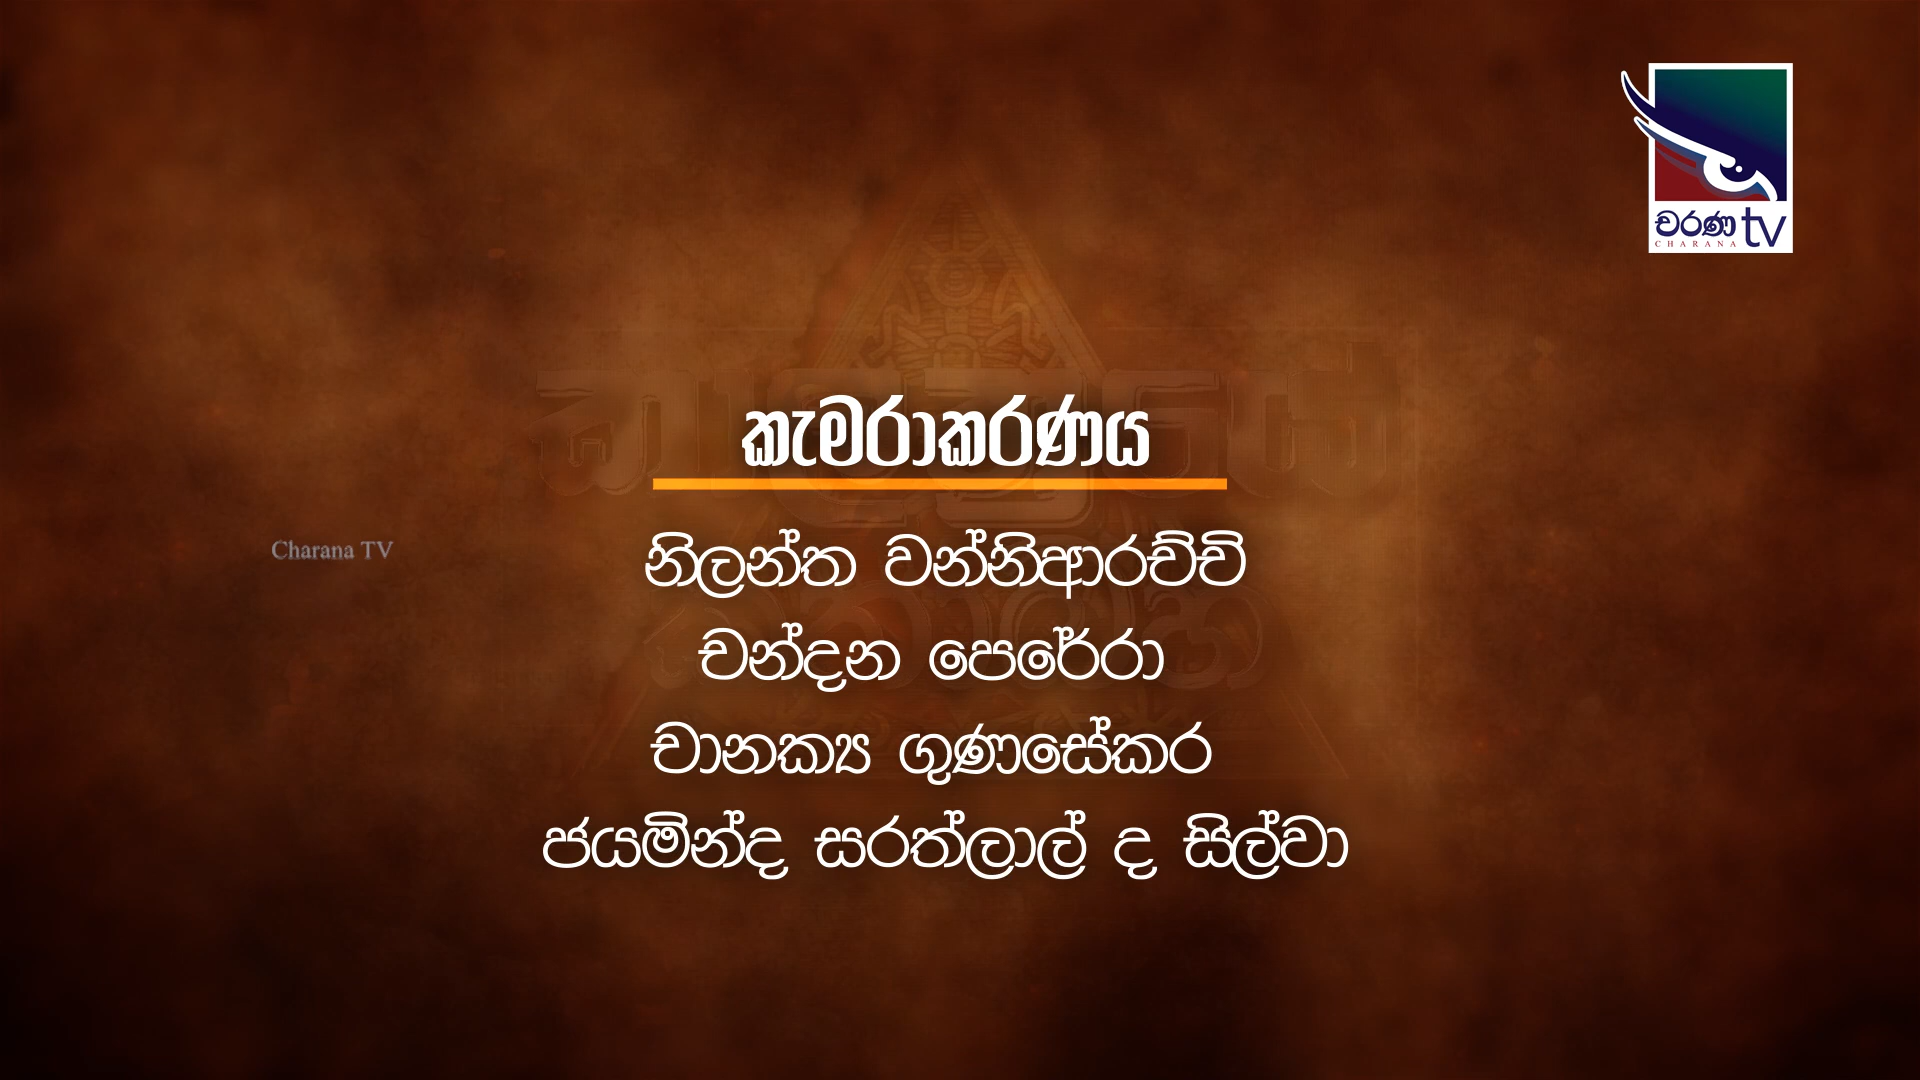 චරණ tv
CHARANA
කැමරාකරණය
Charana TV
නිලන්ත වන්නිආරච්චි
චන්දන පෙරේරා
චානක්‍ය ගුණසේකර
ජයමින්ද සරත්ලාල් ද සිල්වා